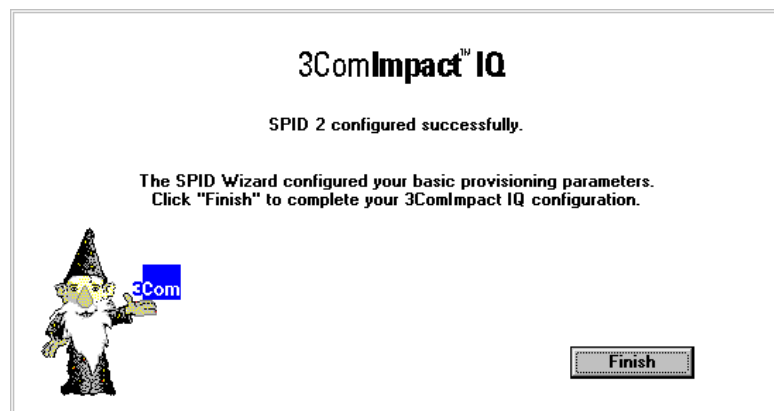 3ComImpact™ IQ
SPID 2 configured successfully.
The SPID Wizard configured your basic provisioning parameters.
Click "Finish" to complete your 3ComImpact IQ configuration.
3Com
Finish